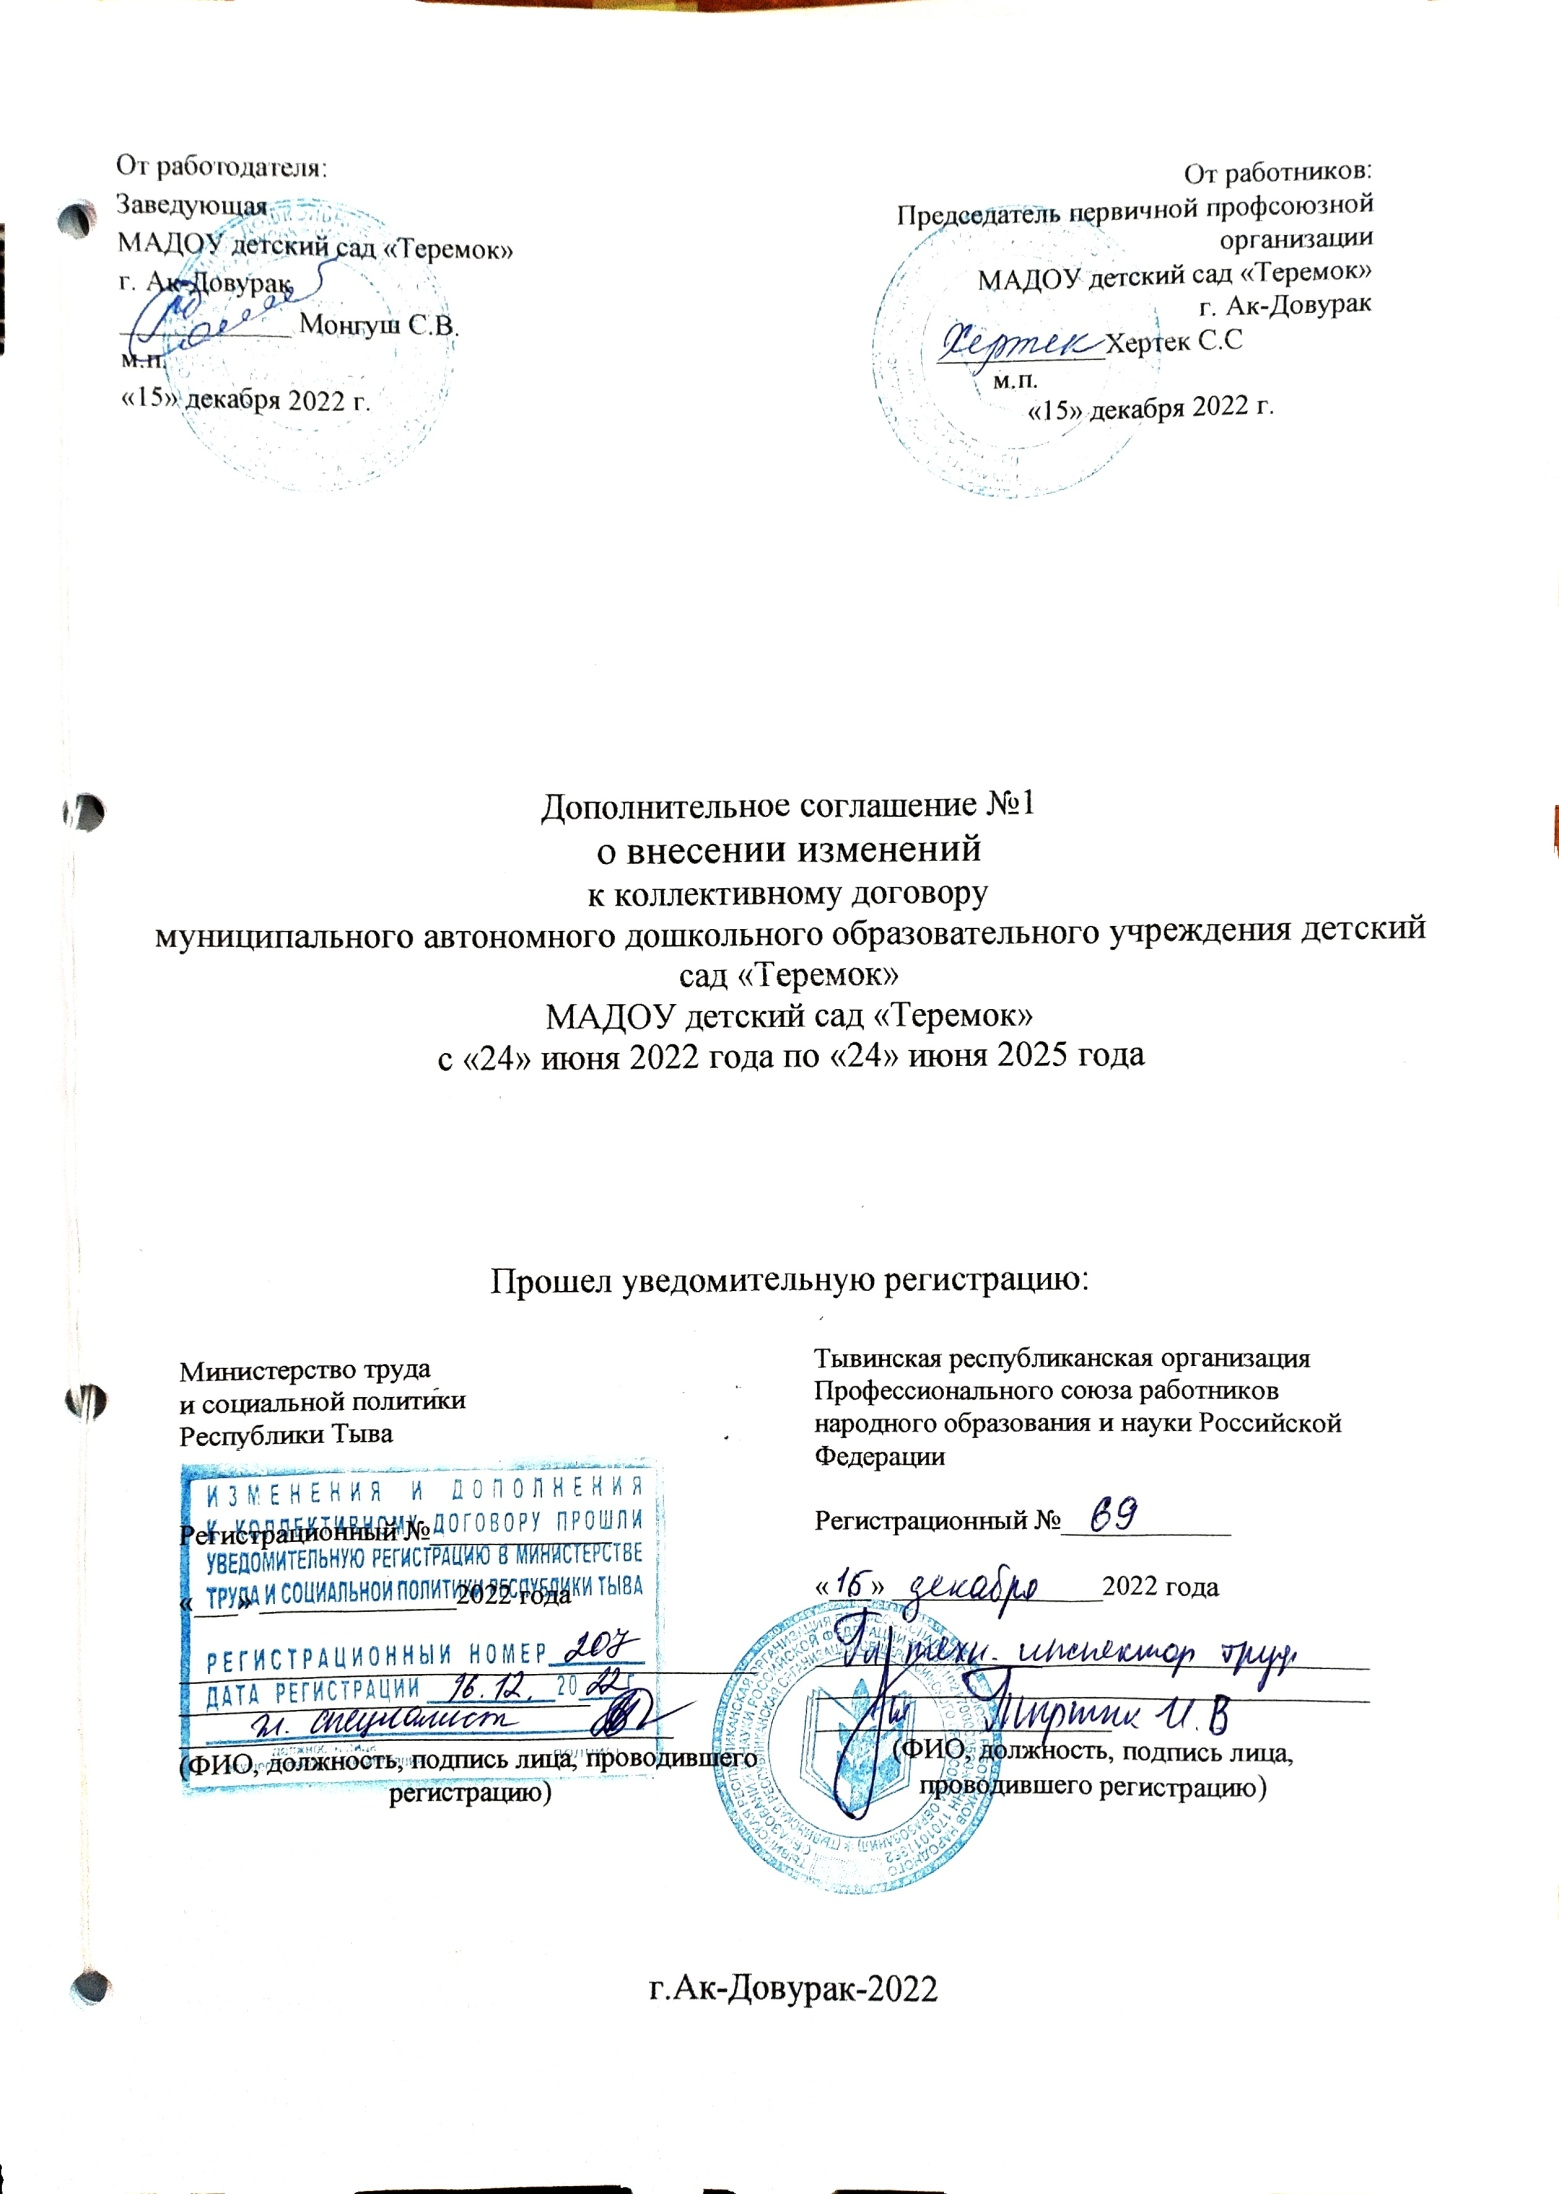 От работодателя:
Заведующая
МАДОУ детский сад «Теремок»
г. Ак-Довурак
Монгуш С.В.
м.п.
«15» декабря 2022 г.
От работников:
Председатель первичной профсоюзной
организации
МАДОУ детский сад «Теремок»
г. Ак-Довурак
Хертек Хертек С.С
м.п.
«15» декабря 2022 г.
Дополнительное соглашение №1
о внесении изменений
к коллективному договору
муниципального автономного дошкольного образовательного учреждения детский
сад «Теремок»
МАДОУ детский сад «Теремок»
с «24» июня 2022 года по «24» июня 2025 года
Прошел уведомительную регистрацию:
Министерство труда
и социальной политики
Республики Тыва
Регистрационный №____________
«___» ______________2022 года
ИЗМЕНЕНИЯ И ДОПОЛНЕНИЯ
К КОЛЛЕКТИВНОМУ ДОГОВОРУ ПРОШЛИ
УВЕДОМИТЕЛЬНУЮ РЕГИСТРАЦИЮ В МИНИСТЕРСТВЕ
ТРУДА И СОЦИАЛЬНОЙ ПОЛИТИКИ РЕСПУБЛИКИ ТЫВА
РЕГИСТРАЦИОННЫЙ НОМЕР 207
ДАТА РЕГИСТРАЦИИ 16.12. 2022 г.
гл. специалист
(ФИО, должность, подпись лица, проводившего
регистрацию)
Тывинская республиканская организация
Профессионального союза работников
народного образования и науки Российской
Федерации
Регистрационный № 69
«15» декабря 2022 года
техн. инспектор труда
И.В
(ФИО, должность, подпись лица,
проводившего регистрацию)
г.Ак-Довурак-2022